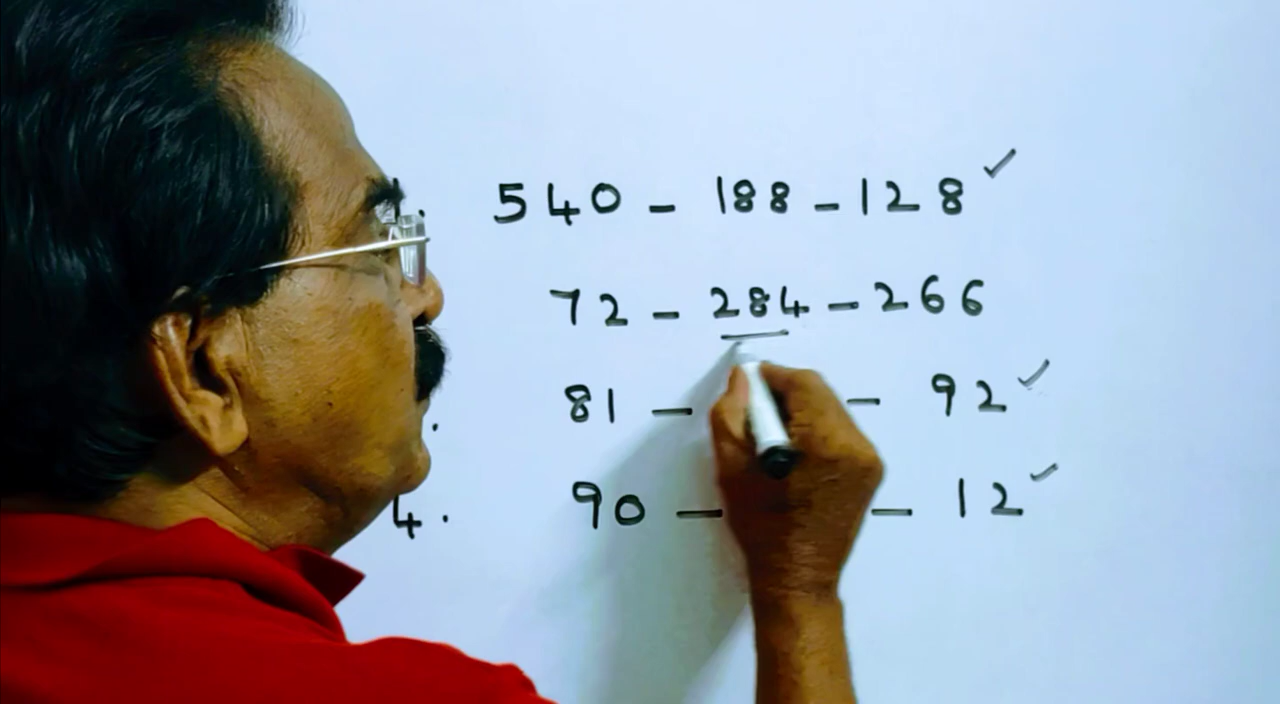 . 540 - 188 - 128 ✓
72 - 284 - 266
. 81 - - 92 ✓
4. 90 - - 12 ✓